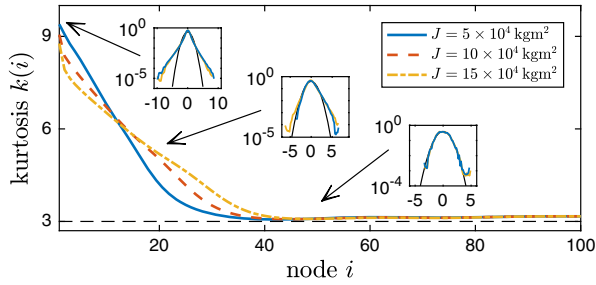 kurtosis k(i)
9
6
3
20
40
60
80
100
node i
J = 5 × 10⁴ kgm²
J = 10 × 10⁴ kgm²
J = 15 × 10⁴ kgm²
10⁰
10⁻⁵
-10 0 10
10⁰
10⁻⁵
-5 0 5
10⁰
10⁻⁴
-5 0 5